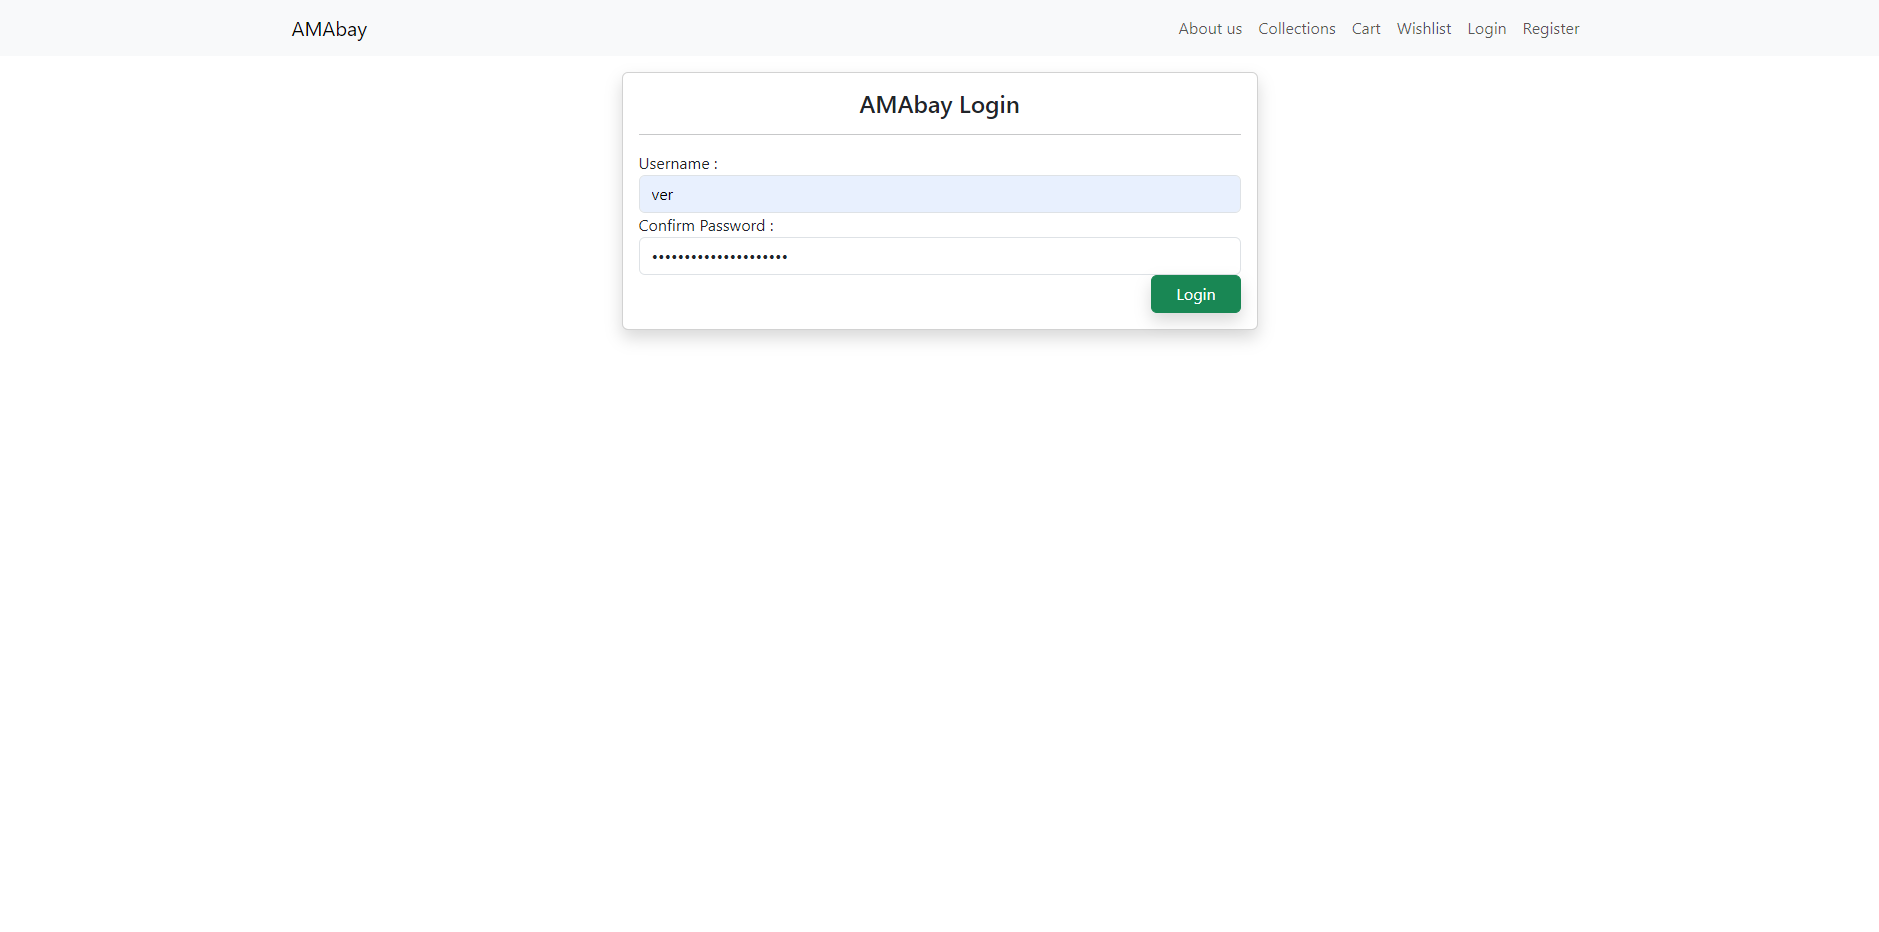 AMAbay
About us Collections Cart Wishlist Login Register
AMAbay Login
Username :
ver
Confirm Password :
•••••••••••••••••••••
Login